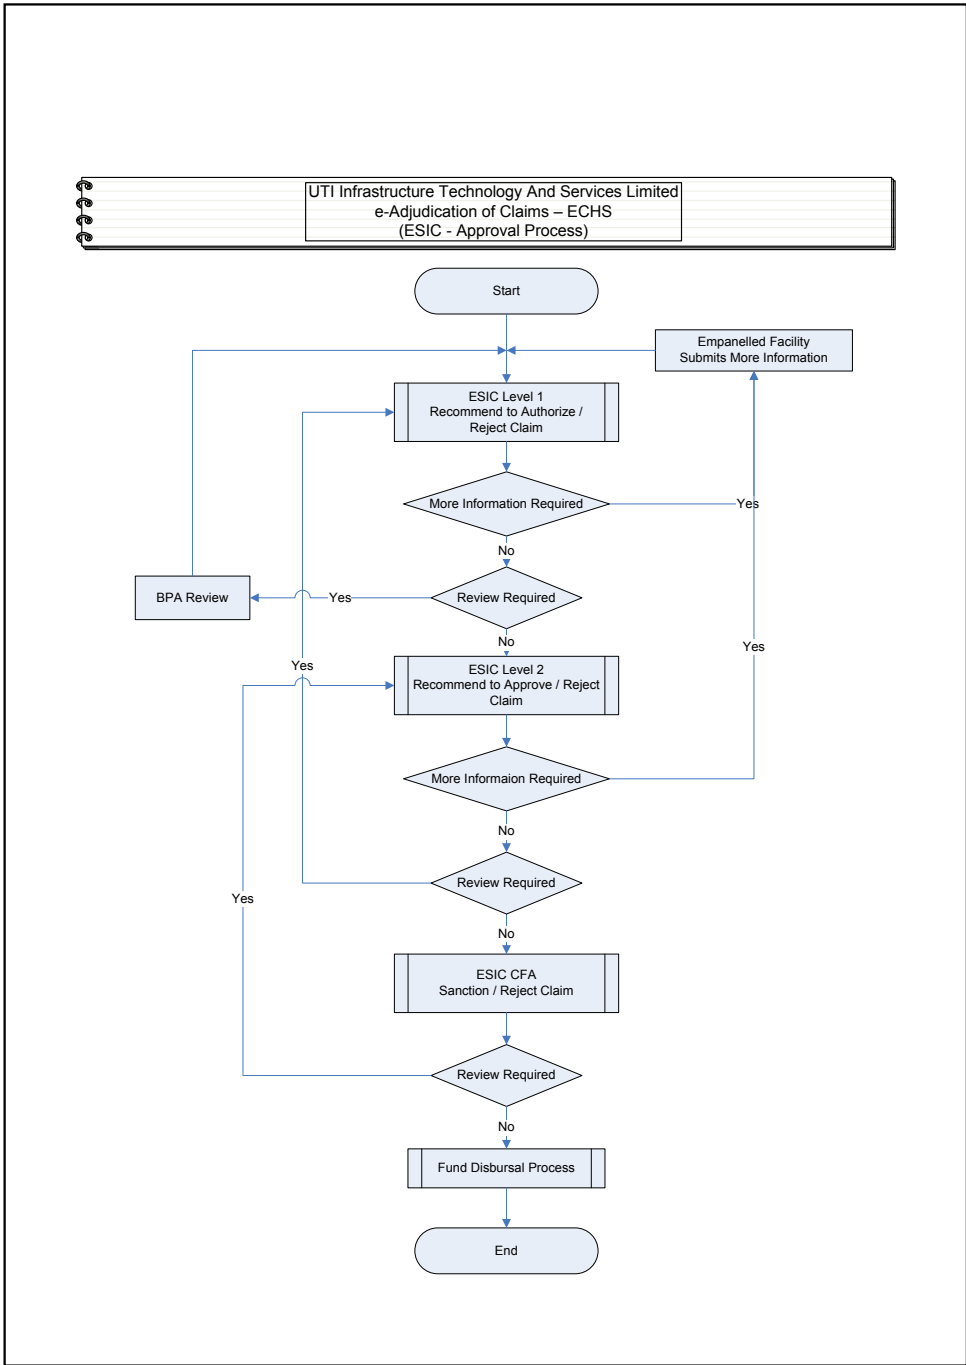 UTI Infrastructure Technology And Services Limited
e-Adjudication of Claims – ECHS
(ESIC - Approval Process)
Start
Empanelled Facility
Submits More Information
ESIC Level 1
Recommend to Authorize /
Reject Claim
More Information Required
Yes
No
BPA Review
Yes
Review Required
No
Yes
Yes
ESIC Level 2
Recommend to Approve / Reject
Claim
More Informaion Required
No
Review Required
Yes
No
ESIC CFA
Sanction / Reject Claim
Review Required
No
Fund Disbursal Process
End